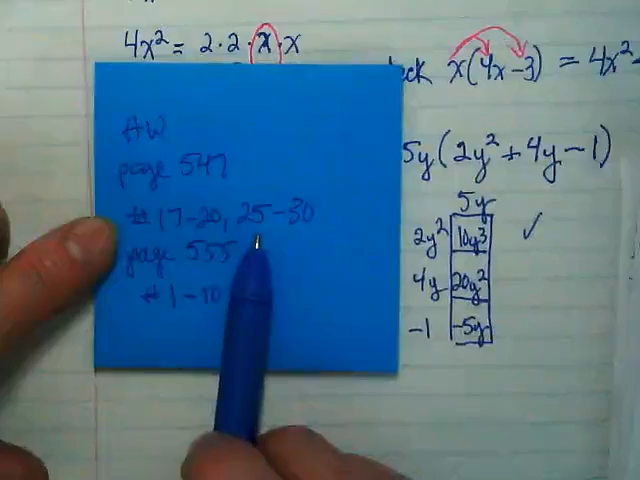 4x² = 2·2·x·x
eck x(4x-3) = 4x²-
HW
page 547
# 17-20, 25-30
page 555
# 1-10
5y(2y²+4y-1)
5y
2y² 10y³ ✓
4y 20y²
-1 -5y